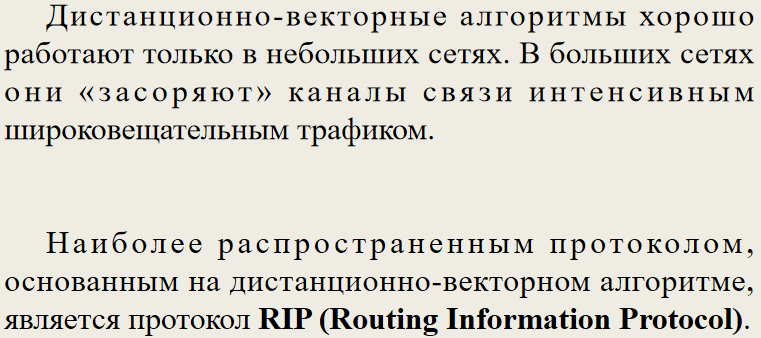 Дистанционно-векторные алгоритмы хорошо
работают только в небольших сетях. В больших сетях
они «засоряют» каналы связи интенсивным
широковещательным трафиком.
Наиболее распространенным протоколом,
основанным на дистанционно-векторном алгоритме,
является протокол RIP (Routing Information Protocol).